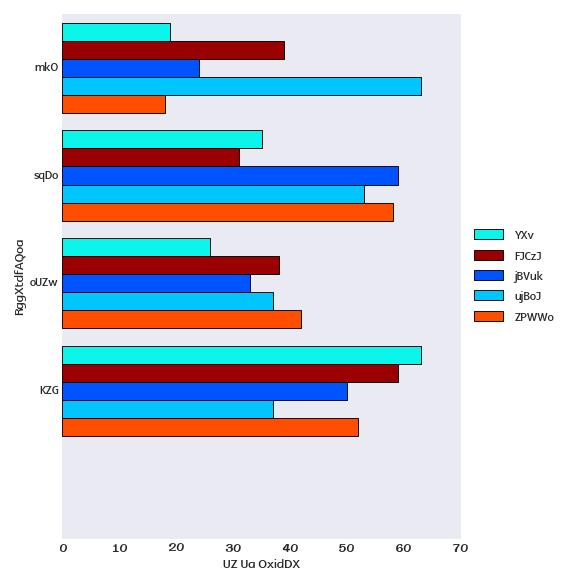 mkO
sqDo
oUZw
KZG
RggXtdfAQoa
0 10 20 30 40 50 60 70
UZ Ua OxidDX
YXv
FJCzJ
jBVuk
ujBoJ
ZPWWo